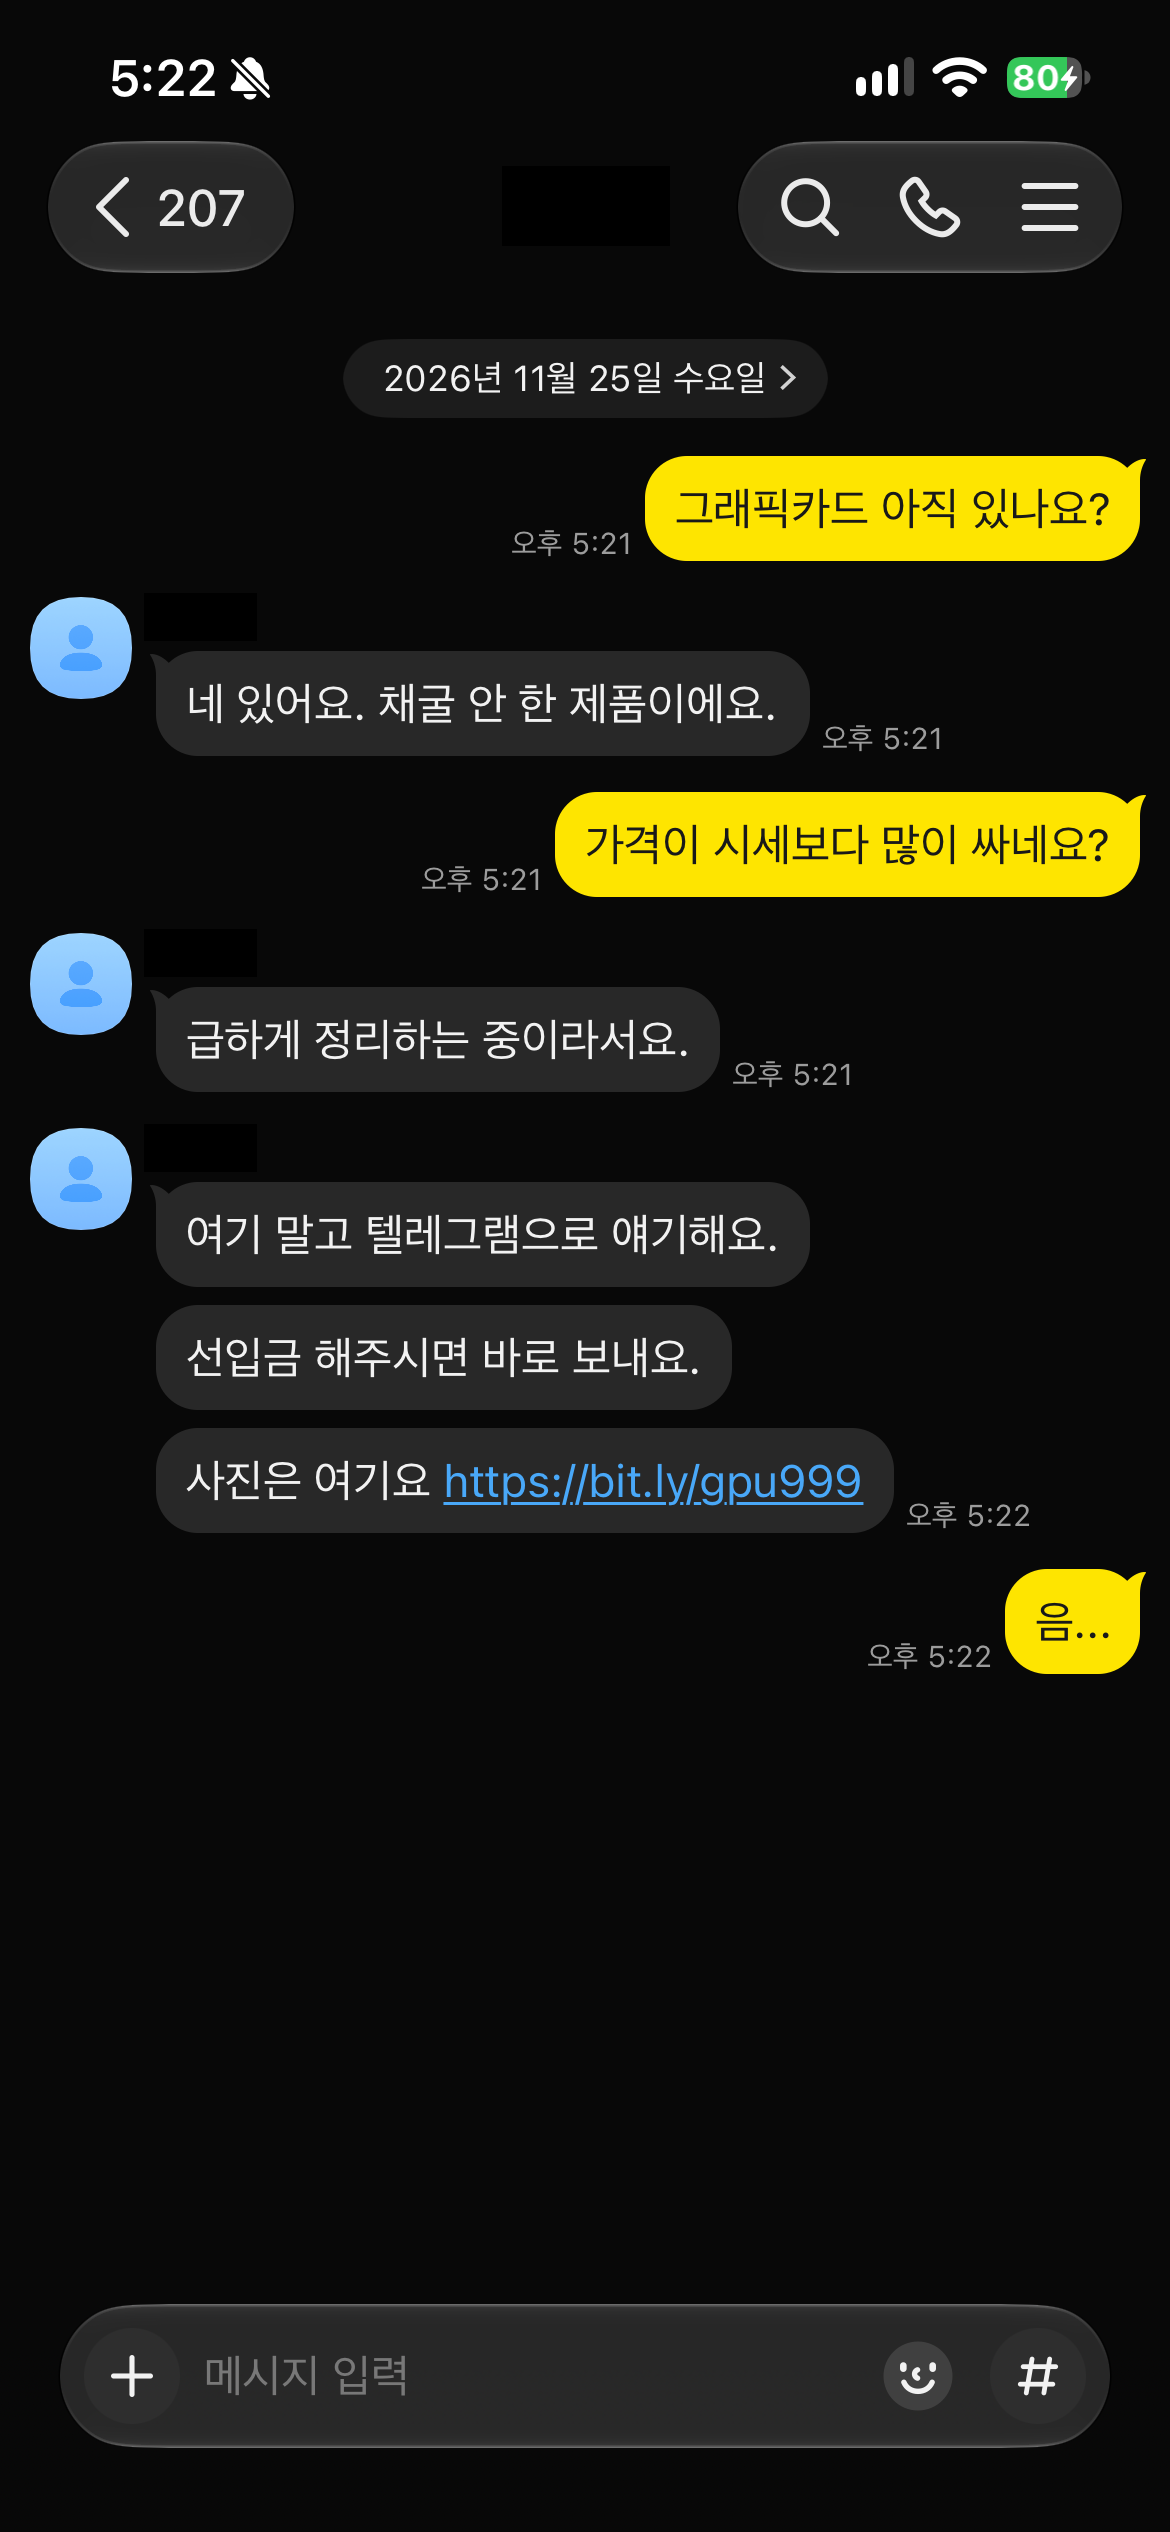 5:22
80
207
2026년 11월 25일 수요일
그래픽카드 아직 있나요?
오후 5:21
네 있어요. 채굴 안 한 제품이에요.
오후 5:21
가격이 시세보다 많이 싸네요?
오후 5:21
급하게 정리하는 중이라서요.
오후 5:21
여기 말고 텔레그램으로 얘기해요.
선입금 해주시면 바로 보내요.
사진은 여기요 https://bit.ly/gpu999
오후 5:22
음...
오후 5:22
메시지 입력